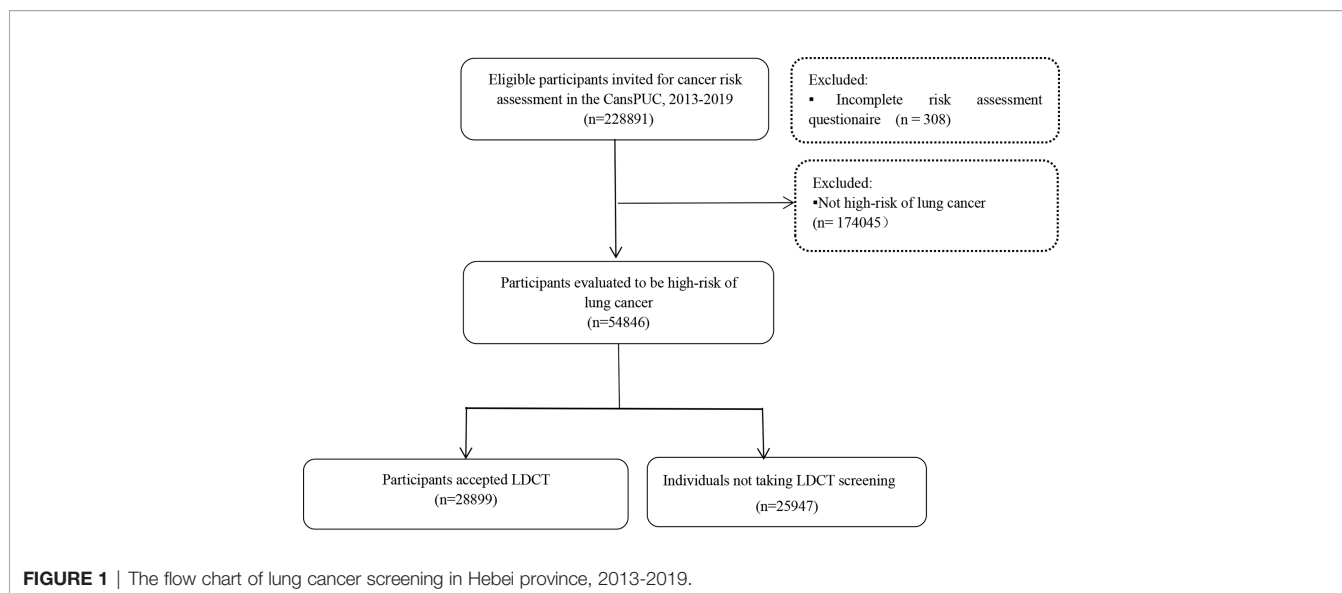 Eligible participants invited for cancer risk
assessment in the CansPUC, 2013-2019
(n=228891)
Excluded:
▪ Incomplete risk assessment
questionaire (n = 308)
Excluded:
▪Not high-risk of lung cancer
(n= 174045）
Participants evaluated to be high-risk of
lung cancer
(n=54846)
Participants accepted LDCT
(n=28899)
Individuals not taking LDCT screening
(n=25947)
FIGURE 1 | The flow chart of lung cancer screening in Hebei province, 2013-2019.